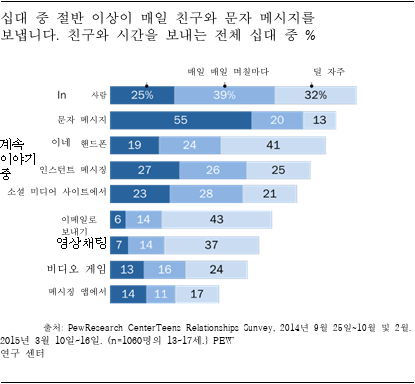 십대 중 절반 이상이 매일 친구와 문자 메시지를
보냅니다. 친구와 시간을 보내는 전체 십대 중 %
매일 매일 며칠마다 덜 자주
In 사람 25% 39% 32%
문자 메시지 55 20 13
계속 이야기 중
이네 핸드폰 19 24 41
인스턴트 메시징 27 26 25
소셜 미디어 사이트에서 23 28 21
이메일로
보내기 6 14 43
영상채팅 7 14 37
비디오 게임 13 16 24
메시징 앱에서 14 11 17
출처: PewResearch CenterTeens Relationships Survey, 2014년 9월 25일~10월 및 2월.
2015년 3월 10일~16일. (n=1060명의 13~17세.} PEW
연구 센터